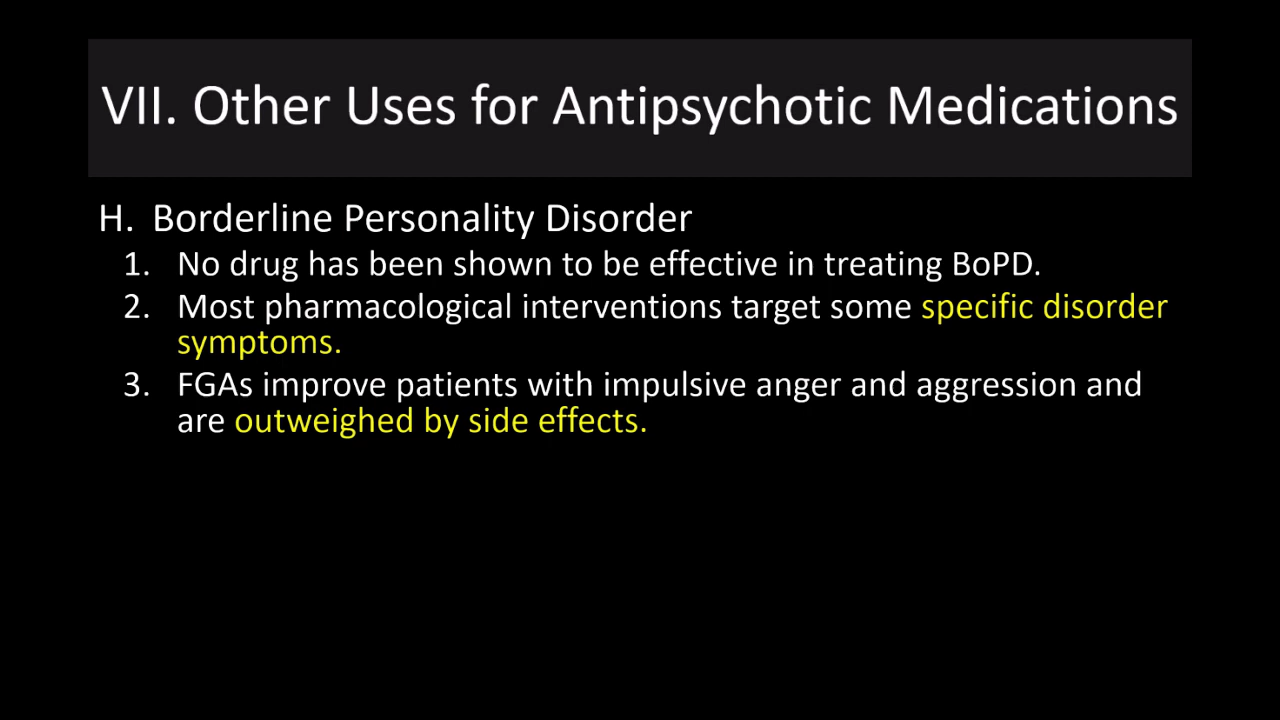 VII. Other Uses for Antipsychotic Medications
H. Borderline Personality Disorder
1. No drug has been shown to be effective in treating BoPD.
2. Most pharmacological interventions target some specific disorder
symptoms.
3. FGAs improve patients with impulsive anger and aggression and
are outweighed by side effects.